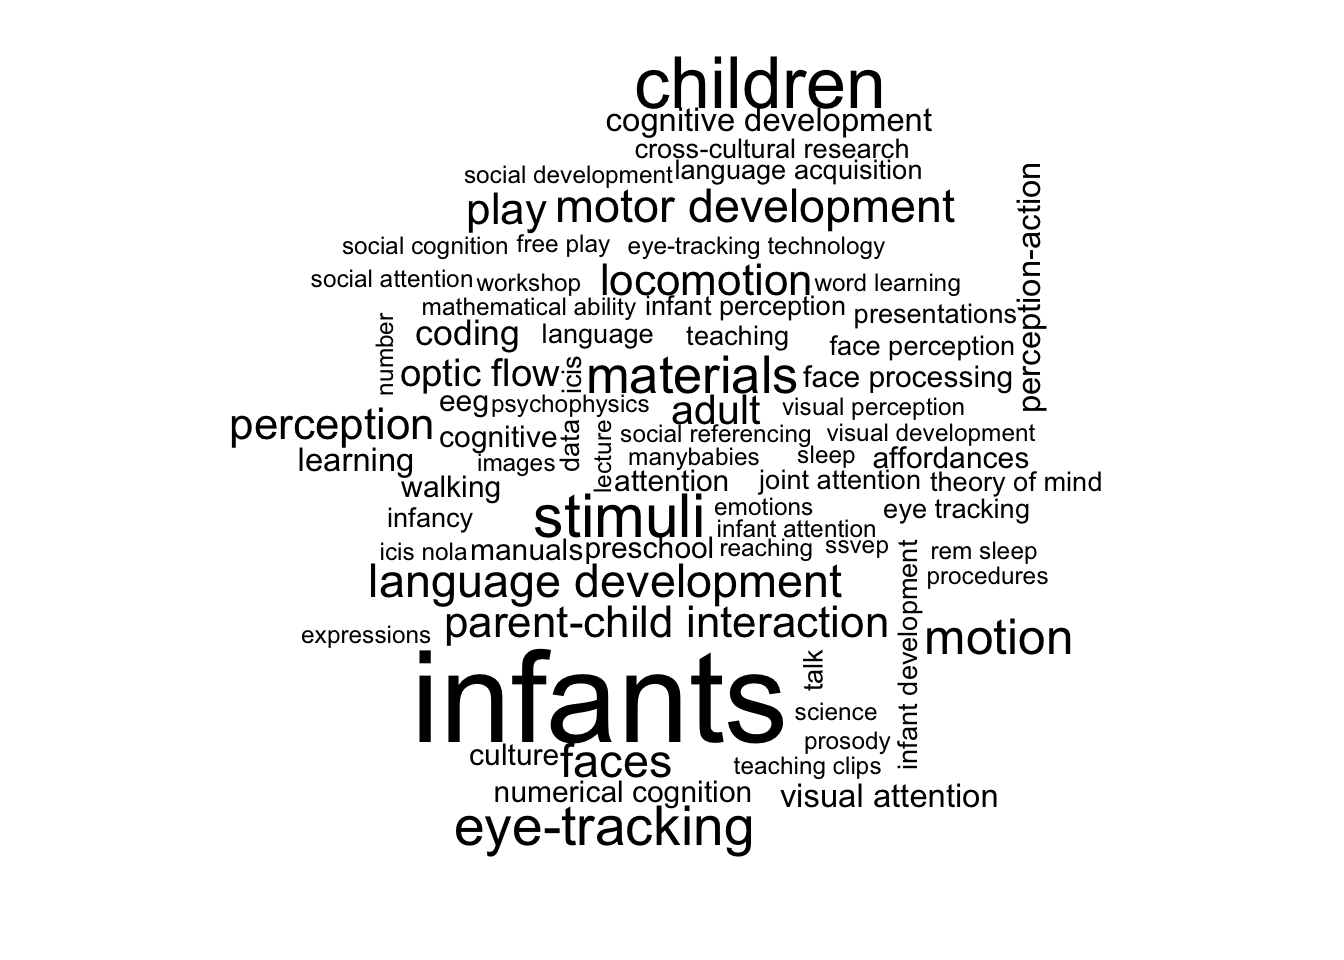 children
cognitive development
cross-cultural research
social development language acquisition
play motor development
perception-action
social cognition free play eye-tracking technology
social attention workshop locomotion word learning
mathematical ability infant perception presentations
number
coding language teaching face perception
optic flow icis materials face processing
eeg psychophysics adult visual perception
perception cognitive data lecture social referencing visual development
learning images manybabies sleep affordances
walking attention joint attention theory of mind
infancy stimuli emotions eye tracking
infant attention
icis nola manuals preschool reaching ssvep rem sleep
language development infant development procedures
expressions parent-child interaction motion
infants talk
science
prosody
culture faces teaching clips
numerical cognition visual attention
eye-tracking